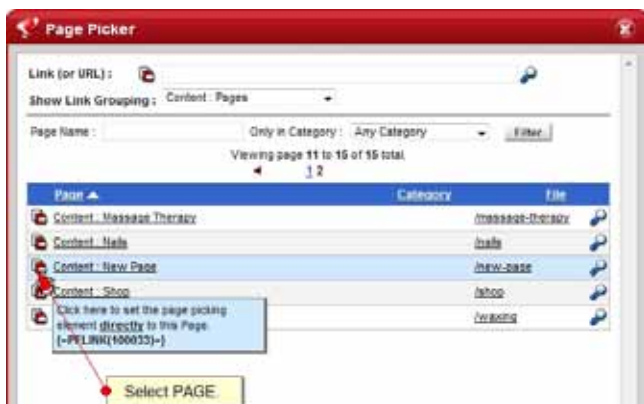 Page Picker
Link (or URL) :
Show Link Grouping : Content : Pages
Page Name : Only in Category : Any Category Filter
Viewing page 11 to 15 of 15 total.
1 2
Page Category File
Content : Massage Therapy /massage-therapy
Content : Nails /nails
Content : New Page /new-page
Content : Shop /shop
/waxing
Click here to set the page picking
element directly to this Page.
{~PFLINK(100033)~}
Select PAGE.